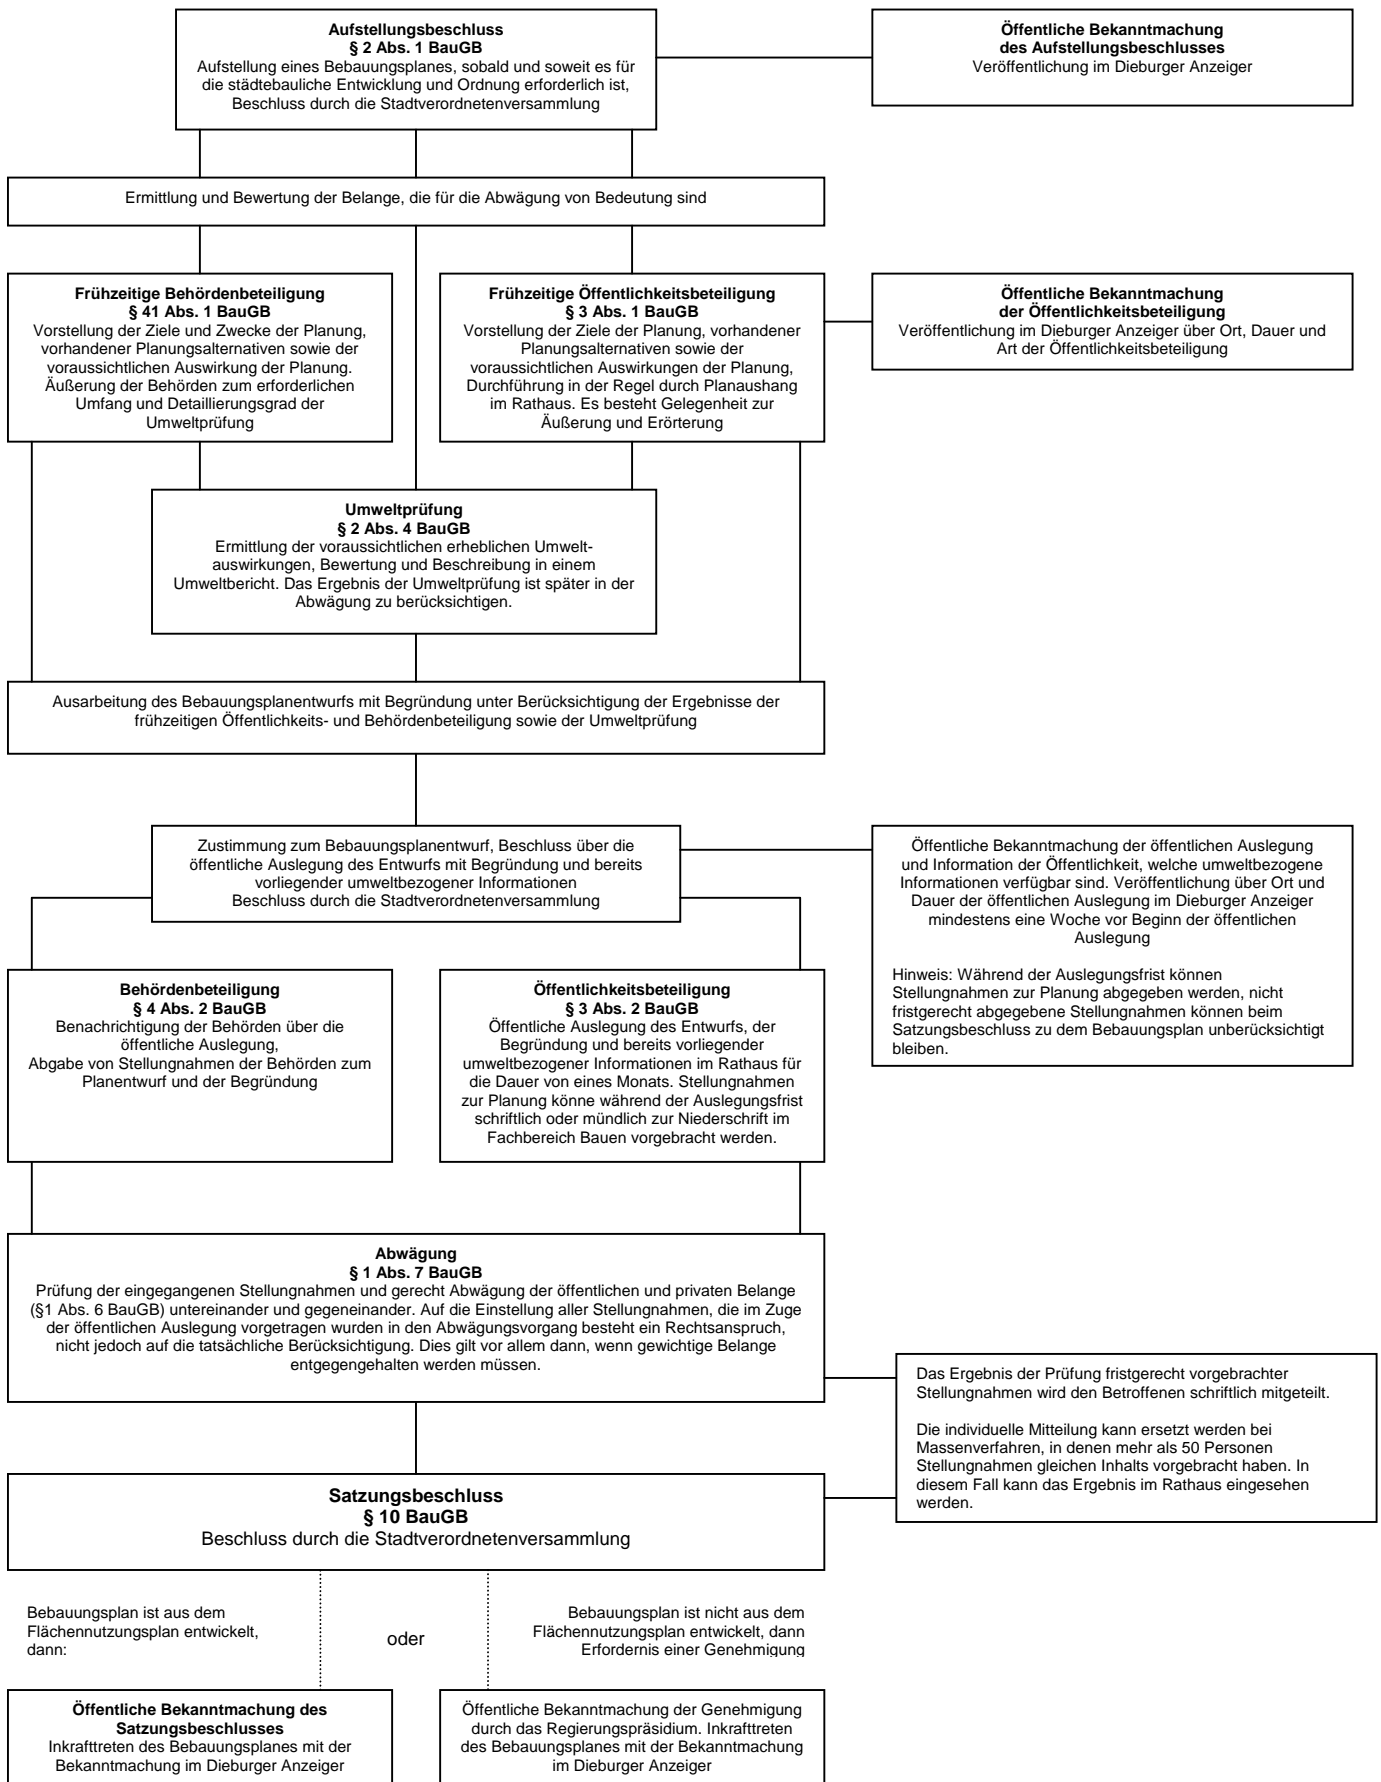 Aufstellungsbeschluss
§ 2 Abs. 1 BauGB
Aufstellung eines Bebauungsplanes, sobald und soweit es für
die städtebauliche Entwicklung und Ordnung erforderlich ist,
Beschluss durch die Stadtverordnetenversammlung
Öffentliche Bekanntmachung
des Aufstellungsbeschlusses
Veröffentlichung im Dieburger Anzeiger
Ermittlung und Bewertung der Belange, die für die Abwägung von Bedeutung sind
Frühzeitige Behördenbeteiligung
§ 41 Abs. 1 BauGB
Vorstellung der Ziele und Zwecke der Planung,
vorhandener Planungsalternativen sowie der
voraussichtlichen Auswirkung der Planung.
Äußerung der Behörden zum erforderlichen
Umfang und Detaillierungsgrad der
Umweltprüfung
Frühzeitige Öffentlichkeitsbeteiligung
§ 3 Abs. 1 BauGB
Vorstellung der Ziele der Planung, vorhandener
Planungsalternativen sowie der
voraussichtlichen Auswirkungen der Planung,
Durchführung in der Regel durch Planaushang
im Rathaus. Es besteht Gelegenheit zur
Äußerung und Erörterung
Öffentliche Bekanntmachung
der Öffentlichkeitsbeteiligung
Veröffentlichung im Dieburger Anzeiger über Ort, Dauer und
Art der Öffentlichkeitsbeteiligung
Umweltprüfung
§ 2 Abs. 4 BauGB
Ermittlung der voraussichtlichen erheblichen Umwelt-
auswirkungen, Bewertung und Beschreibung in einem
Umweltbericht. Das Ergebnis der Umweltprüfung ist später in der
Abwägung zu berücksichtigen.
Ausarbeitung des Bebauungsplanentwurfs mit Begründung unter Berücksichtigung der Ergebnisse der
frühzeitigen Öffentlichkeits- und Behördenbeteiligung sowie der Umweltprüfung
Zustimmung zum Bebauungsplanentwurf, Beschluss über die
öffentliche Auslegung des Entwurfs mit Begründung und bereits
vorliegender umweltbezogener Informationen
Beschluss durch die Stadtverordnetenversammlung
Öffentliche Bekanntmachung der öffentlichen Auslegung
und Information der Öffentlichkeit, welche umweltbezogene
Informationen verfügbar sind. Veröffentlichung über Ort und
Dauer der öffentlichen Auslegung im Dieburger Anzeiger
mindestens eine Woche vor Beginn der öffentlichen
Auslegung
Hinweis: Während der Auslegungsfrist können
Stellungnahmen zur Planung abgegeben werden, nicht
fristgerecht abgegebene Stellungnahmen können beim
Satzungsbeschluss zu dem Bebauungsplan unberücksichtigt
bleiben.
Behördenbeteiligung
§ 4 Abs. 2 BauGB
Benachrichtigung der Behörden über die
öffentliche Auslegung,
Abgabe von Stellungnahmen der Behörden zum
Planentwurf und der Begründung
Öffentlichkeitsbeteiligung
§ 3 Abs. 2 BauGB
Öffentliche Auslegung des Entwurfs, der
Begründung und bereits vorliegender
umweltbezogener Informationen im Rathaus für
die Dauer von eines Monats. Stellungnahmen
zur Planung könne während der Auslegungsfrist
schriftlich oder mündlich zur Niederschrift im
Fachbereich Bauen vorgebracht werden.
Abwägung
§ 1 Abs. 7 BauGB
Prüfung der eingegangenen Stellungnahmen und gerecht Abwägung der öffentlichen und privaten Belange
(§1 Abs. 6 BauGB) untereinander und gegeneinander. Auf die Einstellung aller Stellungnahmen, die im Zuge
der öffentlichen Auslegung vorgetragen wurden in den Abwägungsvorgang besteht ein Rechtsanspruch,
nicht jedoch auf die tatsächliche Berücksichtigung. Dies gilt vor allem dann, wenn gewichtige Belange
entgegengehalten werden müssen.
Das Ergebnis der Prüfung fristgerecht vorgebrachter
Stellungnahmen wird den Betroffenen schriftlich mitgeteilt.
Die individuelle Mitteilung kann ersetzt werden bei
Massenverfahren, in denen mehr als 50 Personen
Stellungnahmen gleichen Inhalts vorgebracht haben. In
diesem Fall kann das Ergebnis im Rathaus eingesehen
werden.
Satzungsbeschluss
§ 10 BauGB
Beschluss durch die Stadtverordnetenversammlung
Bebauungsplan ist aus dem
Flächennutzungsplan entwickelt,
dann:
oder
Bebauungsplan ist nicht aus dem
Flächennutzungsplan entwickelt, dann
Erfordernis einer Genehmigung
Öffentliche Bekanntmachung des
Satzungsbeschlusses
Inkrafttreten des Bebauungsplanes mit der
Bekanntmachung im Dieburger Anzeiger
Öffentliche Bekanntmachung der Genehmigung
durch das Regierungspräsidium. Inkrafttreten
des Bebauungsplanes mit der Bekanntmachung
im Dieburger Anzeiger